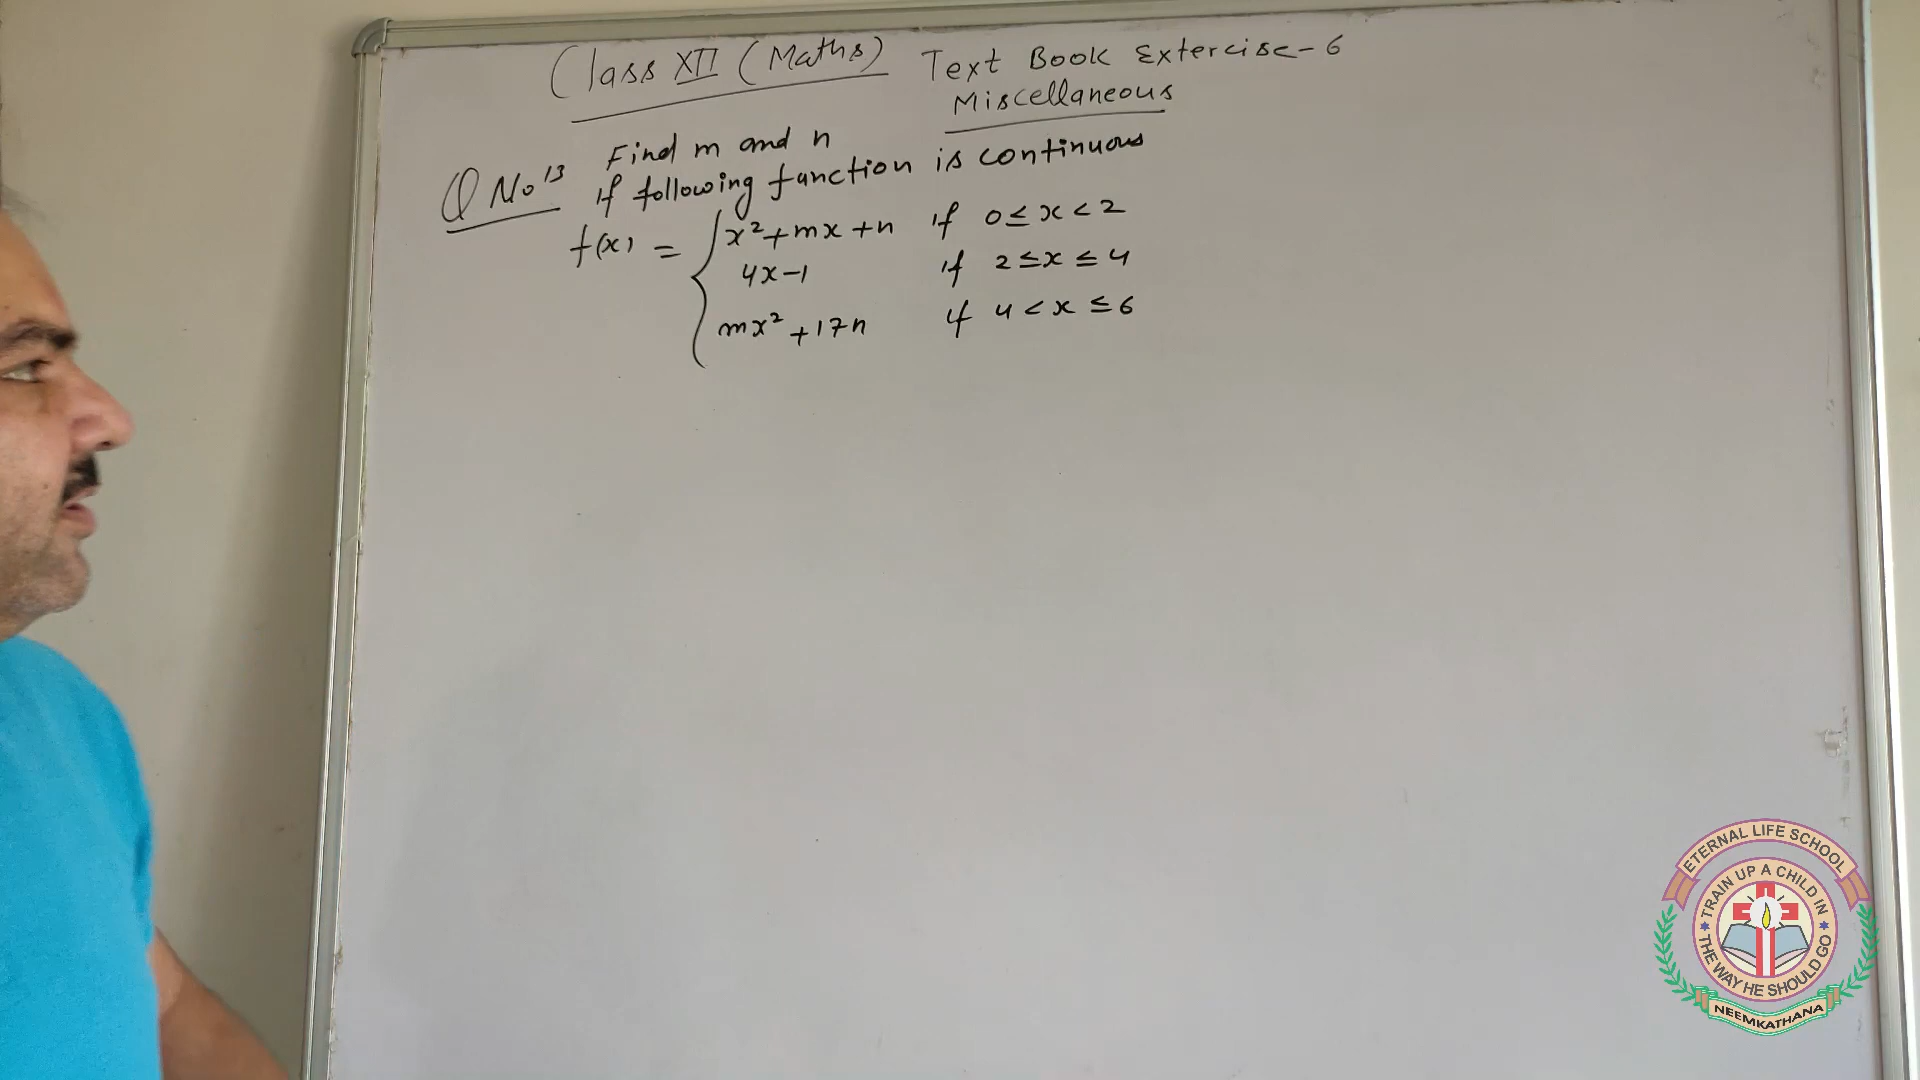 Class XII (Maths) Text Book Extercise-6
Miscellaneous
Q No 13 Find m and n
if following function is continuous
f(x) = { x²+mx+n if 0≤x<2
4x-1 if 2≤x≤4
mx²+17n if 4<x≤6
ETERNAL LIFE SCHOOL
TRAIN UP A CHILD IN
THE WAY HE SHOULD GO
NEEMKATHANA